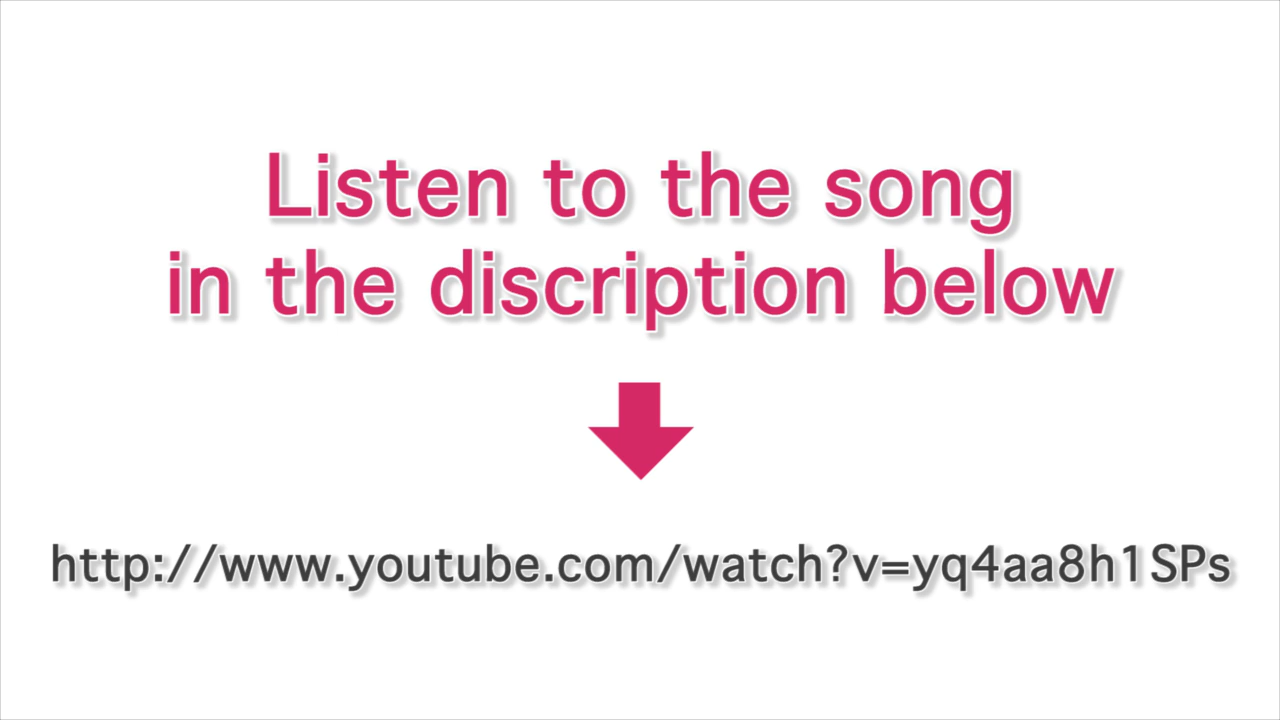 Listen to the song
in the discription below
http://www.youtube.com/watch?v=yq4aa8h1SPs